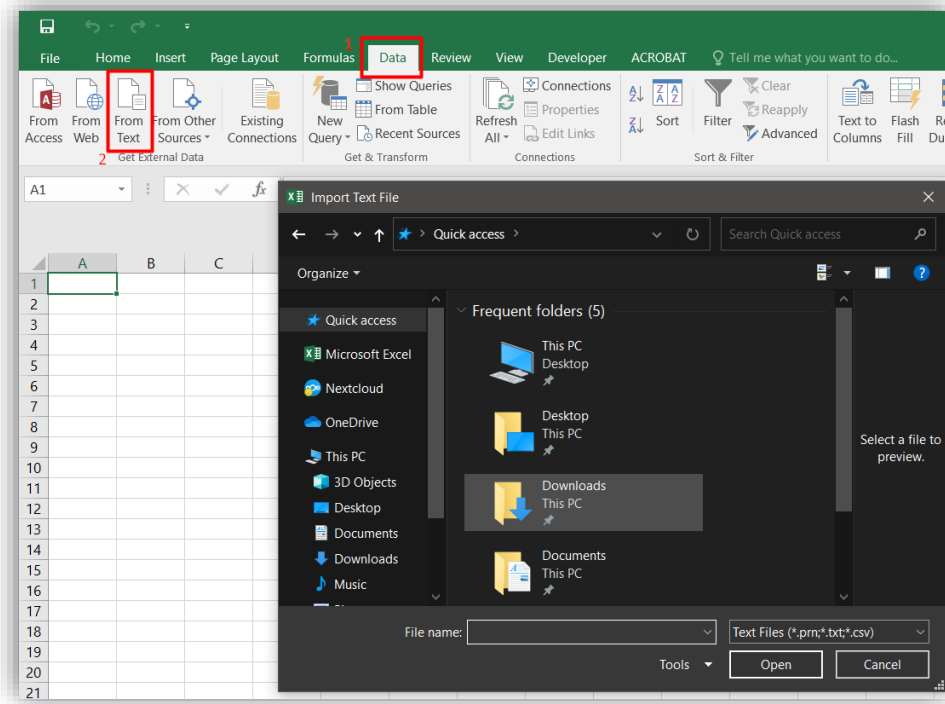 File Home Insert Page Layout Formulas 1 Data Review View Developer ACROBAT Tell me what you want to do...
From Access
From Web
From Text
From Other Sources
Existing Connections
2 Get External Data
New Query
Show Queries
From Table
Recent Sources
Get & Transform
Refresh All
Connections
Properties
Edit Links
Connections
Sort
Filter
Clear
Reapply
Advanced
Sort & Filter
Text to Columns
Flash Fill
A1 fx
Import Text File
Quick access
Search Quick access
Organize
A B C
1
2
3
4
5
6
7
8
9
10
11
12
13
14
15
16
17
18
19
20
21
Quick access
Microsoft Excel
Nextcloud
OneDrive
This PC
3D Objects
Desktop
Documents
Downloads
Music
Frequent folders (5)
This PC
Desktop
Desktop
This PC
Downloads
This PC
Documents
This PC
Select a file to
preview.
File name:
Text Files (*.prn;*.txt;*.csv)
Tools Open Cancel